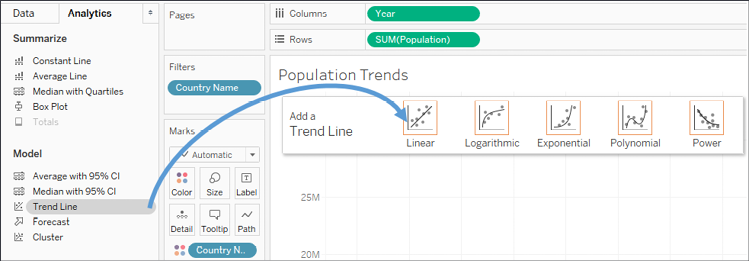 Data
Analytics
Summarize
Constant Line
Average Line
Median with Quartiles
Box Plot
Totals
Model
Average with 95% CI
Median with 95% CI
Trend Line
Forecast
Cluster
Pages
Filters
Country Name
Marks
Automatic
Color
Size
Label
Detail
Tooltip
Path
Country N..
Columns
Year
Rows
SUM(Population)
Population Trends
Add a
Trend Line
Linear
Logarithmic
Exponential
Polynomial
Power
25M
20M